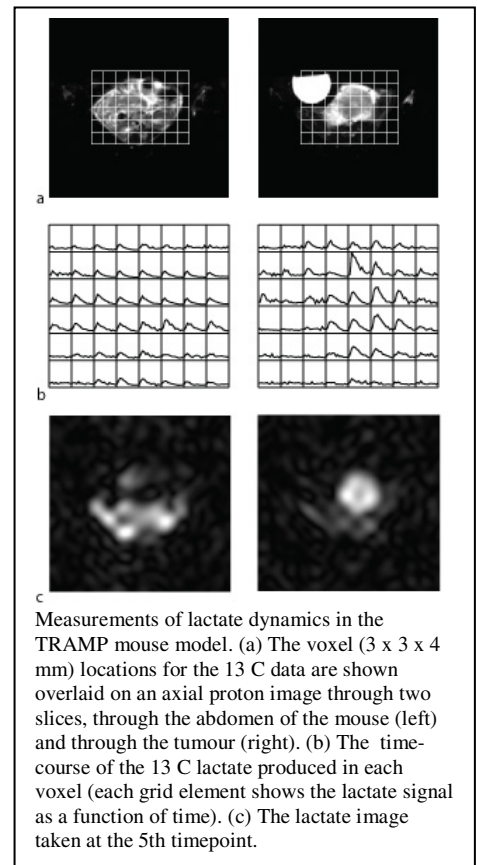 a
b
c
Measurements of lactate dynamics in the
TRAMP mouse model. (a) The voxel (3 x 3 x 4
mm) locations for the 13 C data are shown
overlaid on an axial proton image through two
slices, through the abdomen of the mouse (left)
and through the tumour (right). (b) The time-
course of the 13 C lactate produced in each
voxel (each grid element shows the lactate signal
as a function of time). (c) The lactate image
taken at the 5th timepoint.